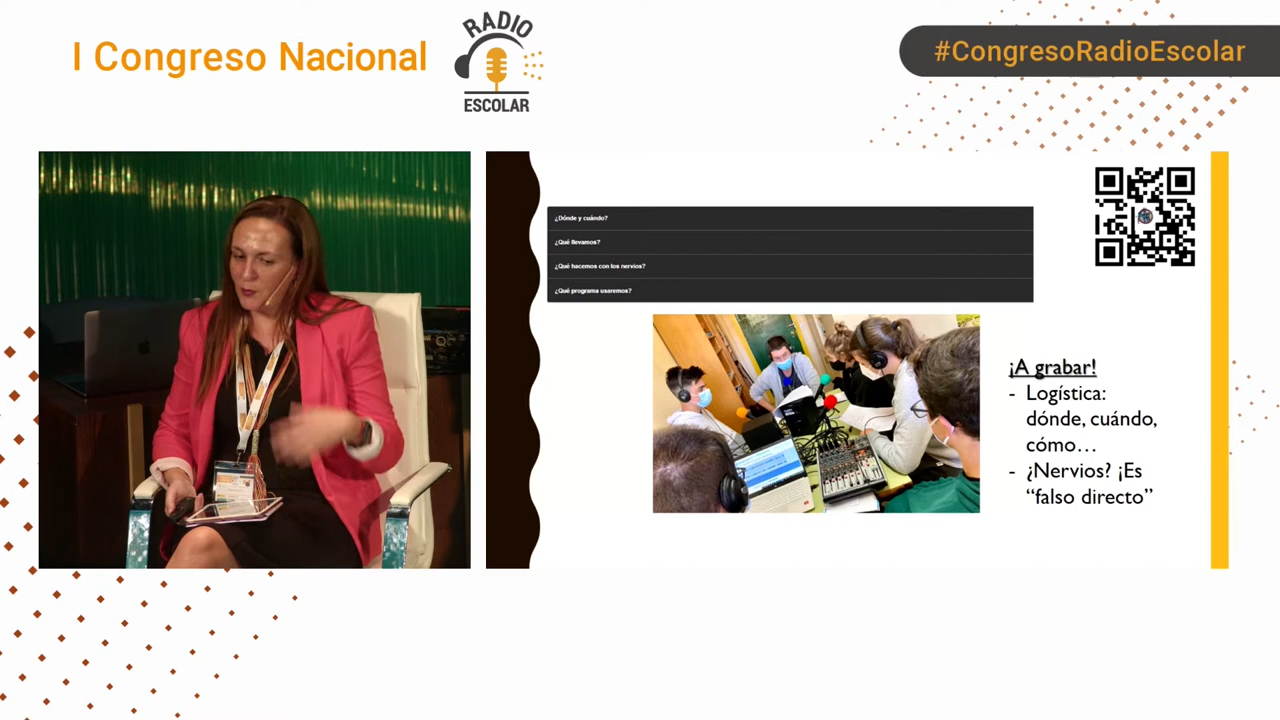 I Congreso Nacional
RADIO
ESCOLAR
#CongresoRadioEscolar
¿Dónde y cuándo?
¿Qué llevamos?
¿Qué hacemos con los nervios?
¿Qué programa usaremos?
¡A grabar!
- Logística:
dónde, cuándo,
cómo…
- ¿Nervios? ¡Es
“falso directo”